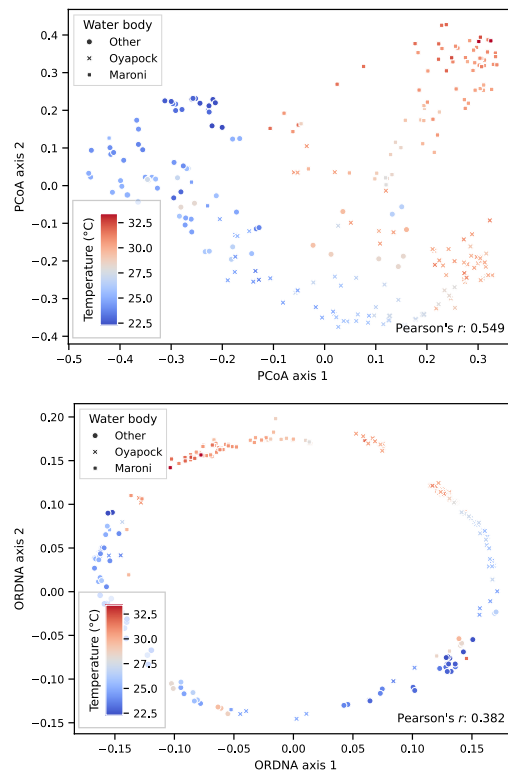 Water body
Other
Oyapock
Maroni
0.4
0.3
0.2
0.1
0.0
−0.1
−0.2
−0.3
−0.4
PCoA axis 2
Temperature (°C)
32.5
30.0
27.5
25.0
22.5
Pearson's r: 0.549
−0.5 −0.4 −0.3 −0.2 −0.1 0.0 0.1 0.2 0.3
PCoA axis 1
Water body
Other
Oyapock
Maroni
0.20
0.15
0.10
0.05
0.00
−0.05
−0.10
−0.15
ORDNA axis 2
Temperature (°C)
32.5
30.0
27.5
25.0
22.5
Pearson's r: 0.382
−0.15 −0.10 −0.05 0.00 0.05 0.10 0.15
ORDNA axis 1